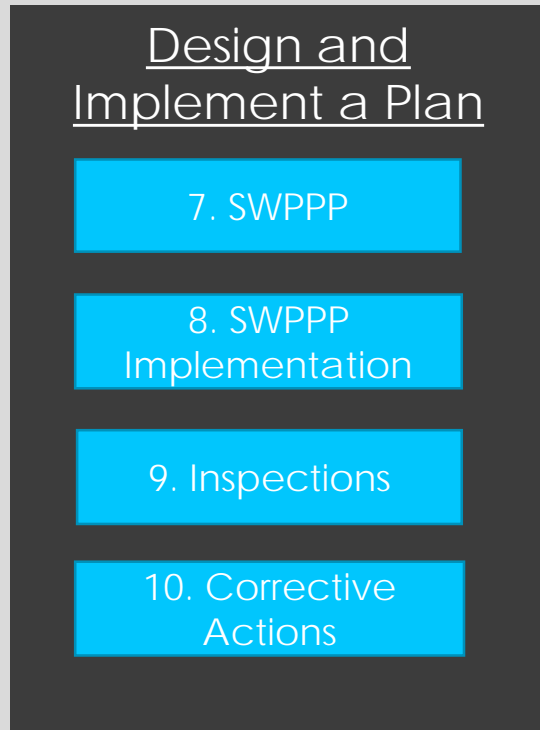 Design and
Implement a Plan
7. SWPPP
8. SWPPP
Implementation
9. Inspections
10. Corrective
Actions